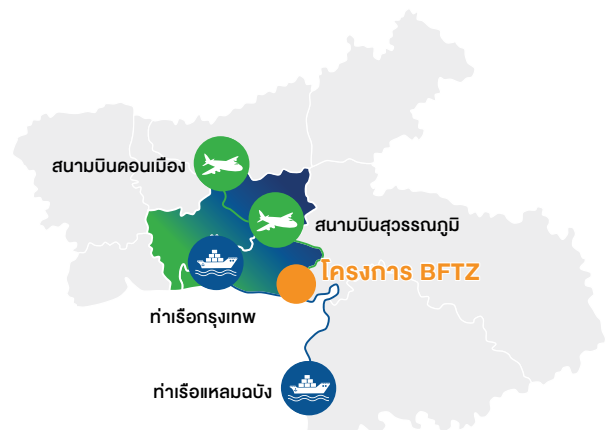 สนามบินดอนเมือง
สนามบินสุวรรณภูมิ
โครงการ BFTZ
ท่าเรือกรุงเทพ
ท่าเรือแหลมฉบัง